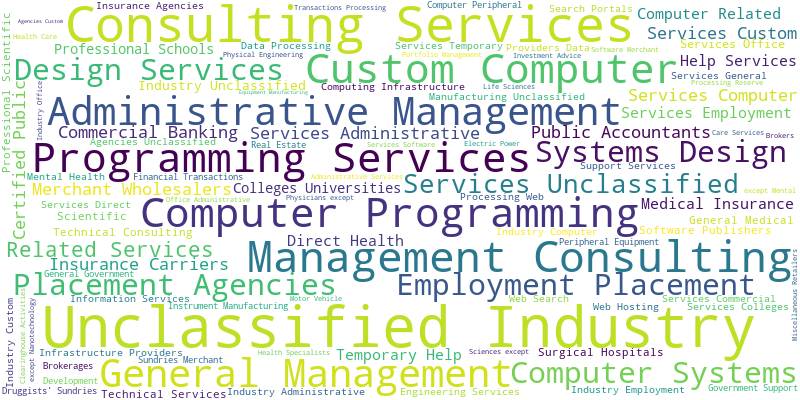 Insurance Agencies
Consulting Services
Transactions Processing
Computer Peripheral
Search Portals
Computer Related
Agencies Custom
Health Care
Professional Schools
Data Processing
Services Temporary
Providers Data
Services Office
Services Custom
Physical Engineering
Portfolio Management
Software Merchant
Investment Advice
Help Services
Design Services
Custom Computer
Services General
Industry Unclassified
Computing Infrastructure
Life Sciences
Processing Reserve
Equipment Manufacturing
Manufacturing Unclassified
Services Computer
Administrative Management
Services Employment
Commercial Banking
Services Administrative
Public Accountants
Care Services
Brokers
Agencies Unclassified
Real Estate
Services Software
Electric Power
Programming Services
Systems Design
Support Services
Mental Health
Financial Transactions
Administrative Services
Merchant Wholesalers
Colleges Universities
Services Unclassified
except Mental
Office Administrative
Physicians except
Processing Web
Services Direct
Scientific
Computer Programming
Medical Insurance
General Medical
Technical Consulting
Industry Computer
Software Publishers
Direct Health
Peripheral Equipment
Related Services
Management Consulting
Insurance Carriers
General Government
Placement Agencies
Employment Placement
Information Services
Motor Vehicle
Web Search
Services Commercial
Instrument Manufacturing
Web Hosting
Services Colleges
Unclassified Industry
Infrastructure Providers
Health Specialists
Temporary Help
Sciences except
Surgical Hospitals
Sundries Merchant
Brokerages
General Management
Computer Systems
Development
Druggists' Sundries
Technical Services
Industry Administrative
Engineering Services
Industry Employment
Government Support
Professional Scientific
Certified Public
Industry Office
Industry Custom
Clearinghouse Activities
except Nanotechnology
Miscellaneous Retailers